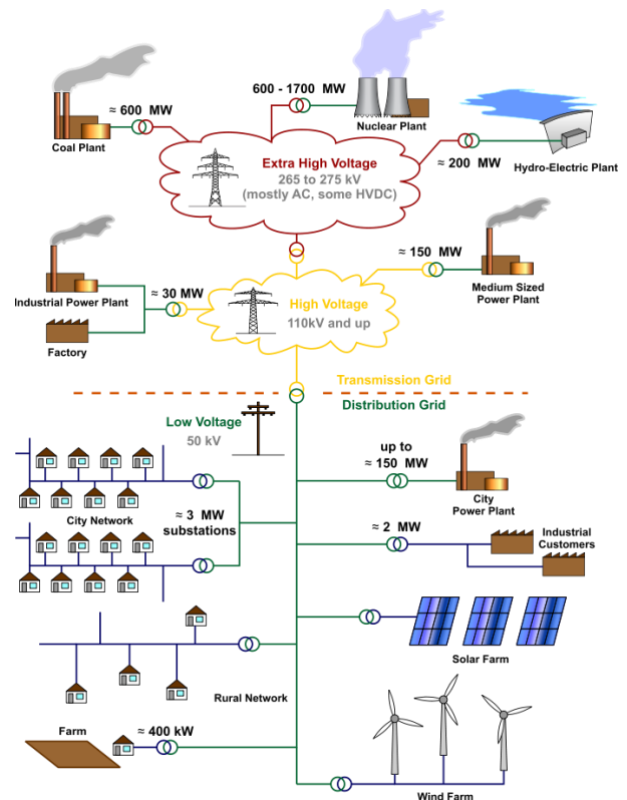 ≈ 600 MW
Coal Plant
600 - 1700 MW
Nuclear Plant
≈ 200 MW
Hydro-Electric Plant
Extra High Voltage
265 to 275 kV
(mostly AC, some HVDC)
≈ 150 MW
Medium Sized
Power Plant
≈ 30 MW
Industrial Power Plant
Factory
High Voltage
110kV and up
Transmission Grid
Distribution Grid
Low Voltage
50 kV
up to
≈ 150 MW
City
Power Plant
City Network
≈ 3 MW
substations
≈ 2 MW
Industrial
Customers
Solar Farm
Rural Network
Farm
≈ 400 kW
Wind Farm